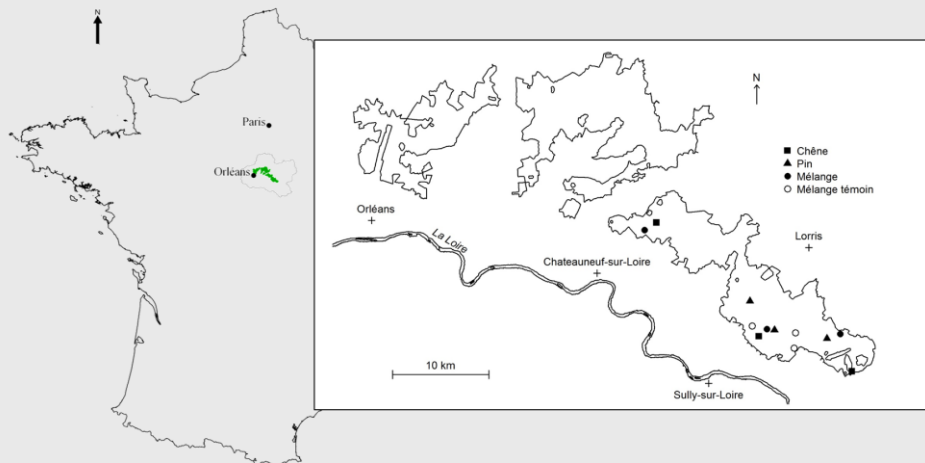 N
Paris
Orléans
N
Chêne
Pin
Mélange
Mélange témoin
Orléans
La Loire
Lorris
Chateauneuf-sur-Loire
10 km
Sully-sur-Loire